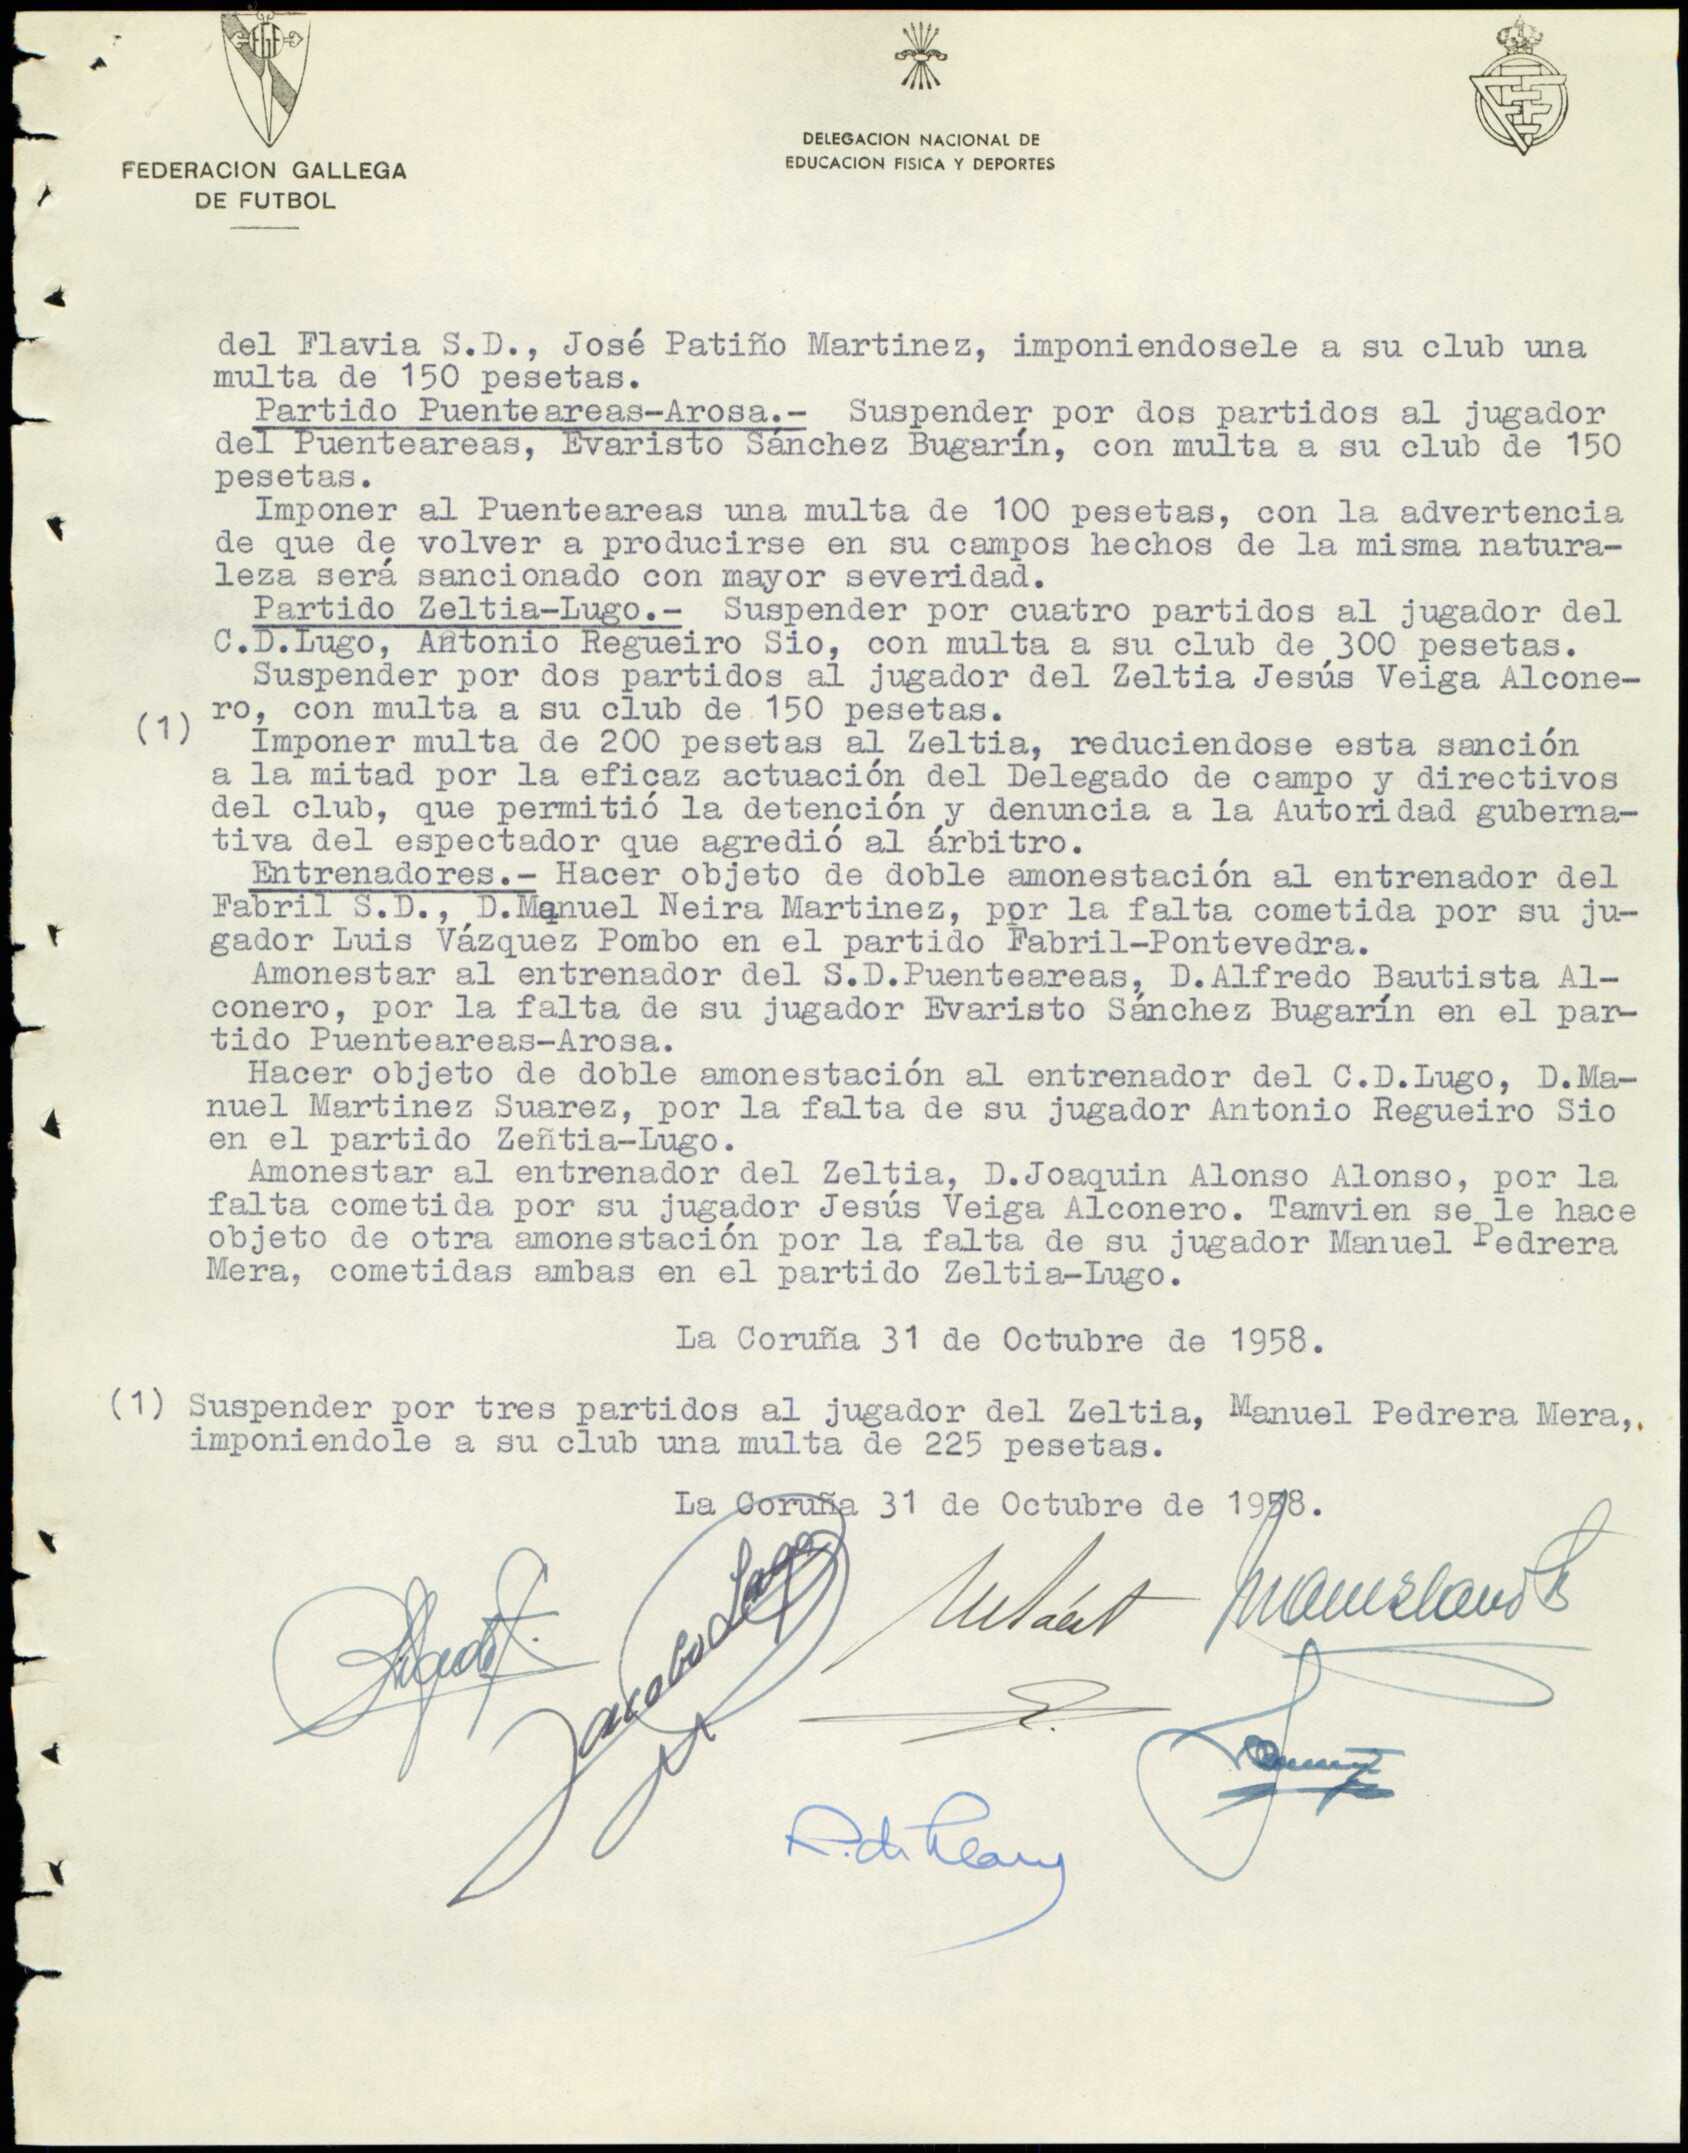 FGF
FEDERACION GALLEGA
DE FUTBOL
DELEGACION NACIONAL DE
EDUCACION FISICA Y DEPORTES
del Flavia S.D., José Patiño Martinez, imponiendosele a su club una
multa de 150 pesetas.
Partido Puenteareas-Arosa.- Suspender por dos partidos al jugador
del Puenteareas, Evaristo Sánchez Bugarín, con multa a su club de 150
pesetas.
Imponer al Puenteareas una multa de 100 pesetas, con la advertencia
de que de volver a producirse en su campos hechos de la misma natura-
leza será sancionado con mayor severidad.
Partido Zeltia-Lugo.- Suspender por cuatro partidos al jugador del
C.D.Lugo, Antonio Regueiro Sio, con multa a su club de 300 pesetas.
Suspender por dos partidos al jugador del Zeltia Jesús Veiga Alcone-
ro, con multa a su club de 150 pesetas.
(1)
Imponer multa de 200 pesetas al Zeltia, reduciendose esta sanción
a la mitad por la eficaz actuación del Delegado de campo y directivos
del club, que permitió la detención y denuncia a la Autoridad guberna-
tiva del espectador que agredió al árbitro.
Entrenadores.- Hacer objeto de doble amonestación al entrenador del
Fabril S.D., D.Manuel Neira Martinez, por la falta cometida por su ju-
gador Luis Vázquez Pombo en el partido Fabril-Pontevedra.
Amonestar al entrenador del S.D.Puenteareas, D.Alfredo Bautista Al-
conero, por la falta de su jugador Evaristo Sánchez Bugarín en el par-
tido Puenteareas-Arosa.
Hacer objeto de doble amonestación al entrenador del C.D.Lugo, D.Ma-
nuel Martinez Suarez, por la falta de su jugador Antonio Regueiro Sio
en el partido Zeñtia-Lugo.
Amonestar al entrenador del Zeltia, D.Joaquin Alonso Alonso, por la
falta cometida por su jugador Jesús Veiga Alconero. Tamvien se le hace
objeto de otra amonestación por la falta de su jugador Manuel Pedrera
Mera, cometidas ambas en el partido Zeltia-Lugo.
La Coruña 31 de Octubre de 1958.
(1) Suspender por tres partidos al jugador del Zeltia, Manuel Pedrera Mera,
imponiendole a su club una multa de 225 pesetas.
La Coruña 31 de Octubre de 1958.
Jacobo Lago